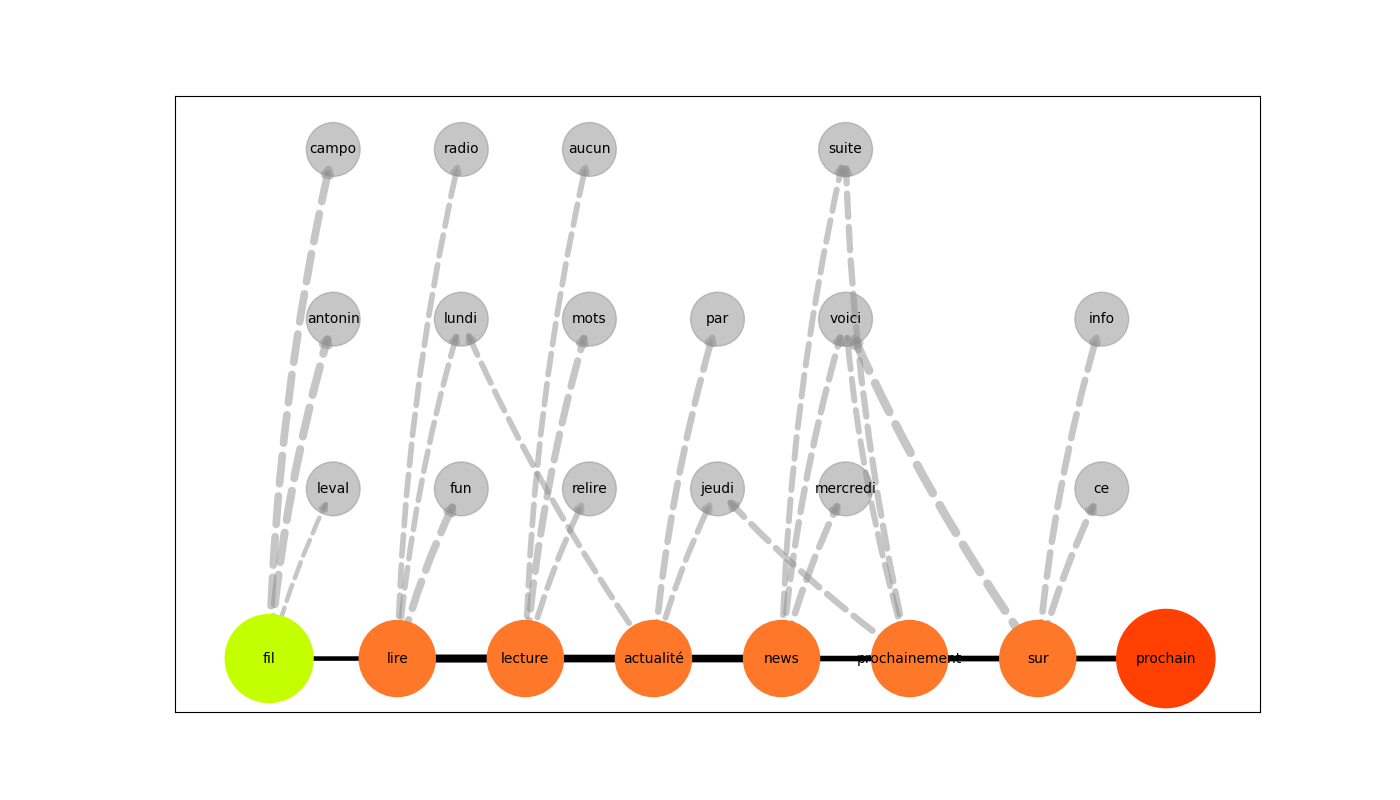 campo radio aucun suite
antonin lundi mots par voici info
leval fun relire jeudi mercredi ce
fil lire lecture actualité news prochainement sur prochain